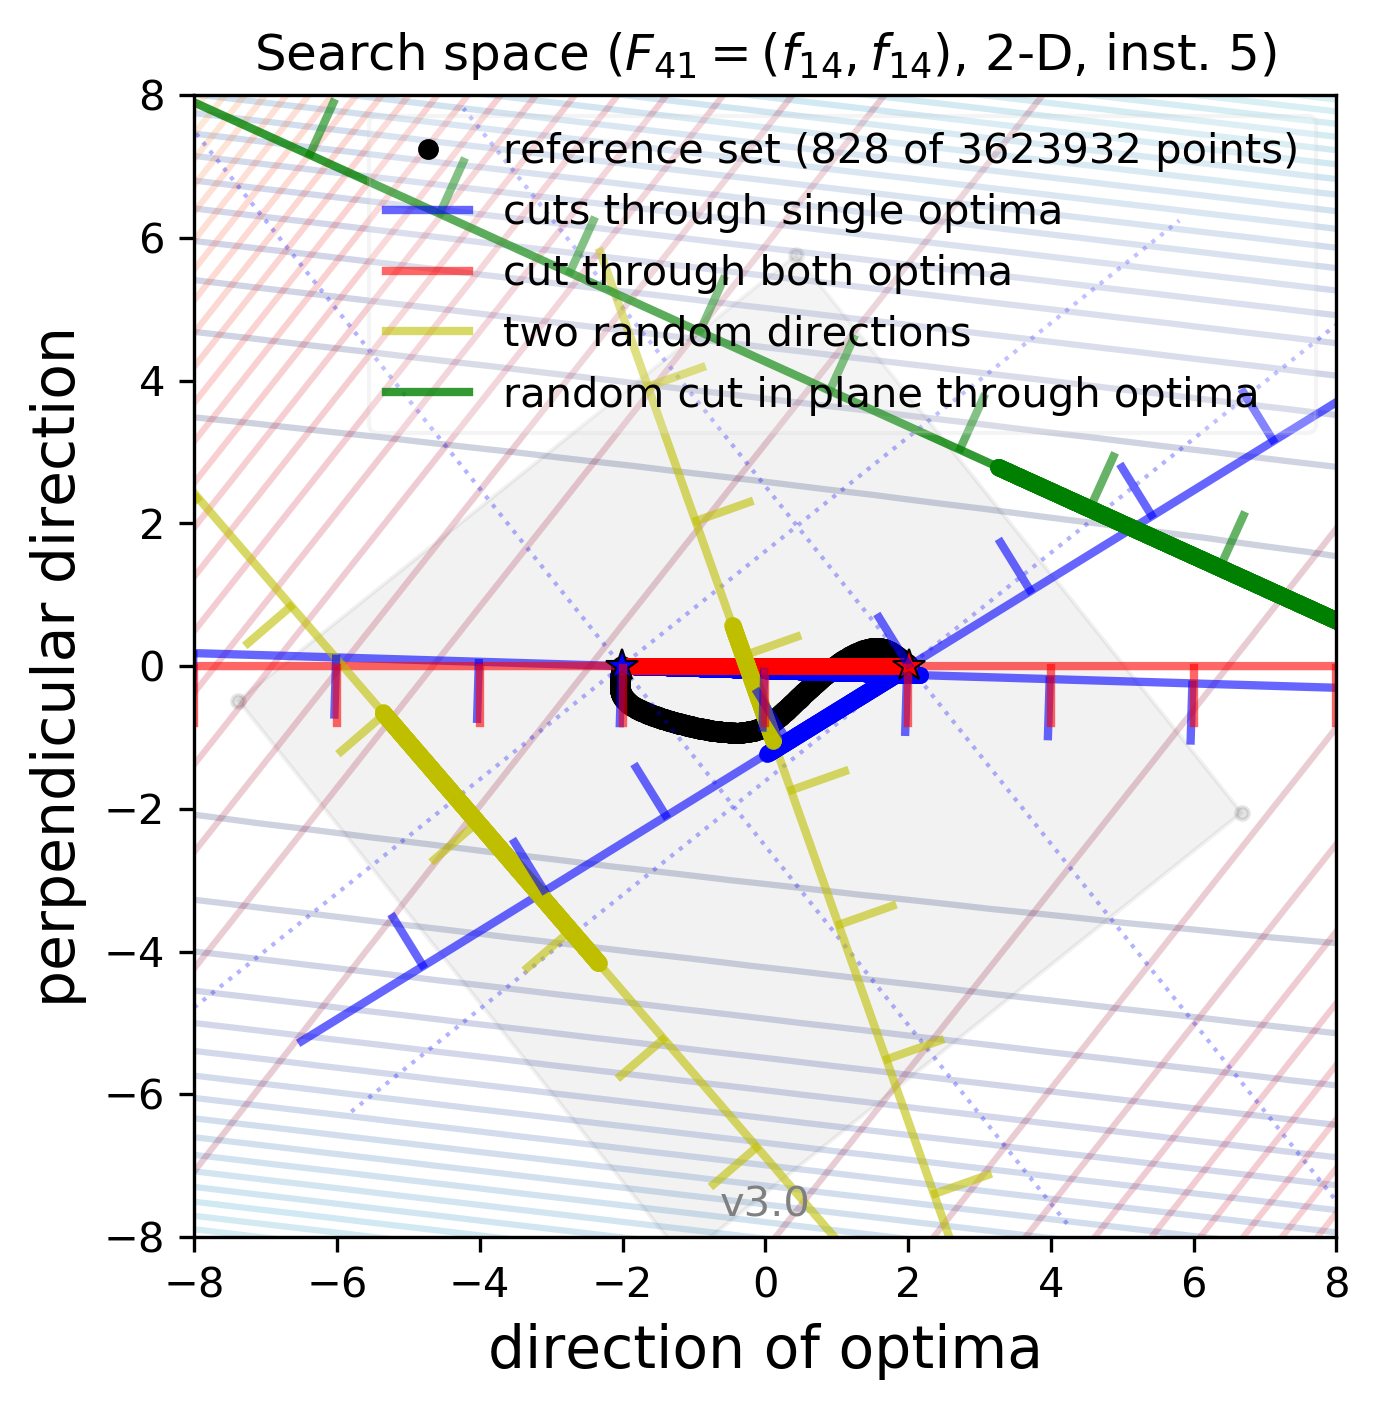 Search space (F₄₁ = (f₁₄, f₁₄), 2-D, inst. 5)
reference set (828 of 3623932 points)
cuts through single optima
cut through both optima
two random directions
random cut in plane through optima
8
6
4
2
0
−2
−4
−6
−8
perpendicular direction
v3.0
−8 −6 −4 −2 0 2 4 6 8
direction of optima